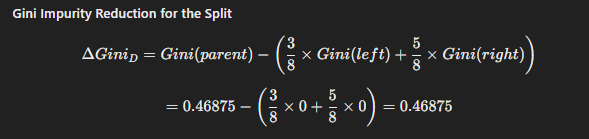 Gini Impurity Reduction for the Split
ΔGini_D = Gini(parent) − (3/8 × Gini(left) + 5/8 × Gini(right))
= 0.46875 − (3/8 × 0 + 5/8 × 0) = 0.46875